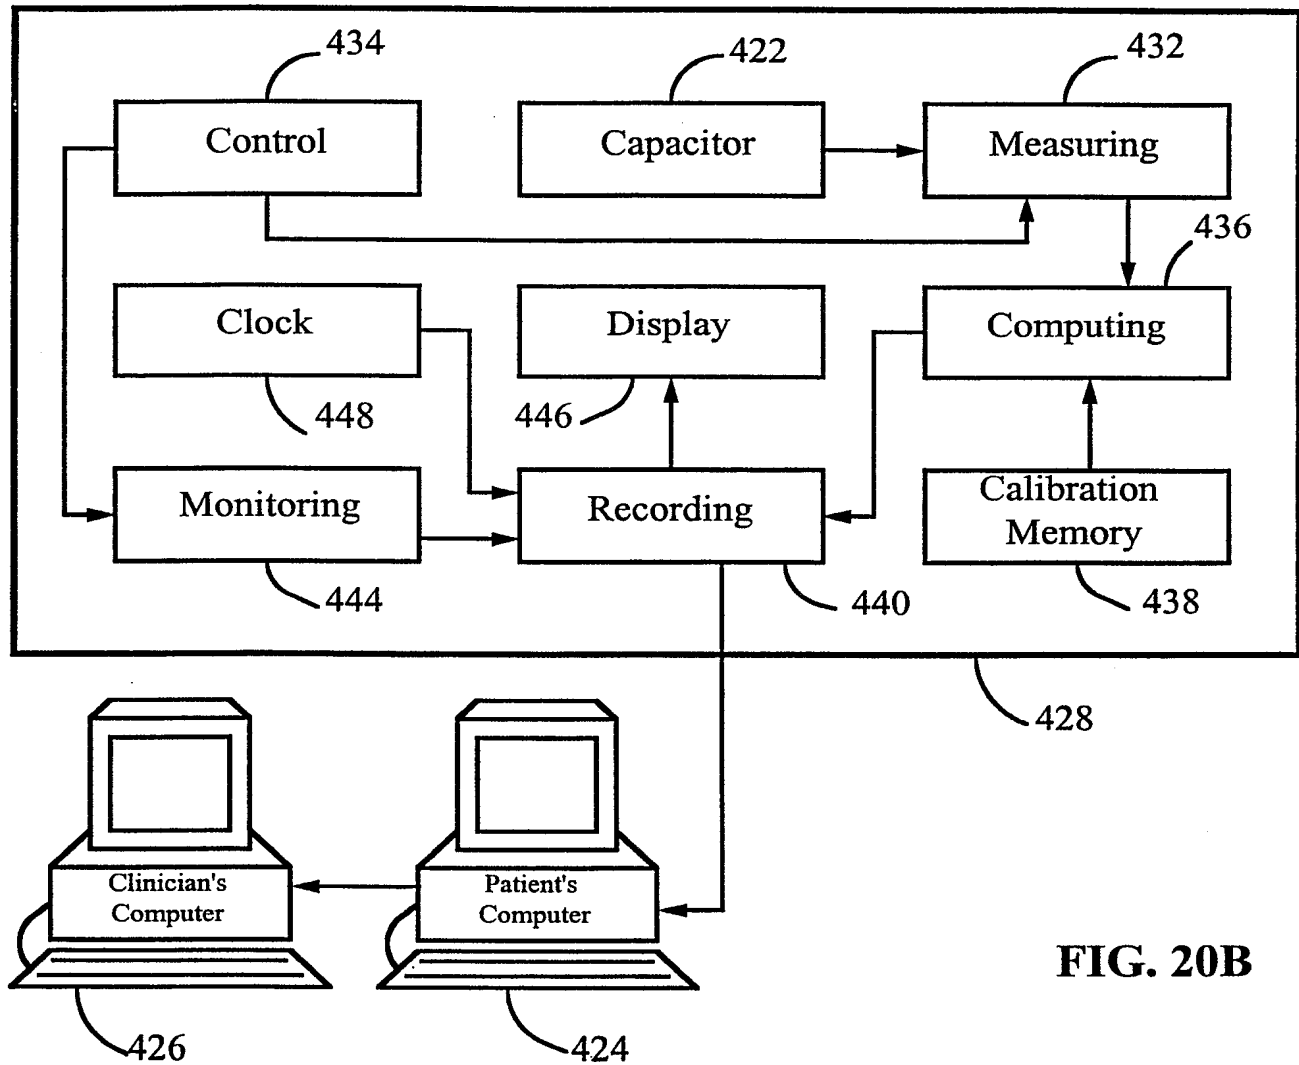 434
422
432
Control
Capacitor
Measuring
436
Clock
Display
Computing
448
446
Monitoring
Recording
Calibration
Memory
444
440
438
428
Clinician's
Computer
Patient's
Computer
FIG. 20B
426
424